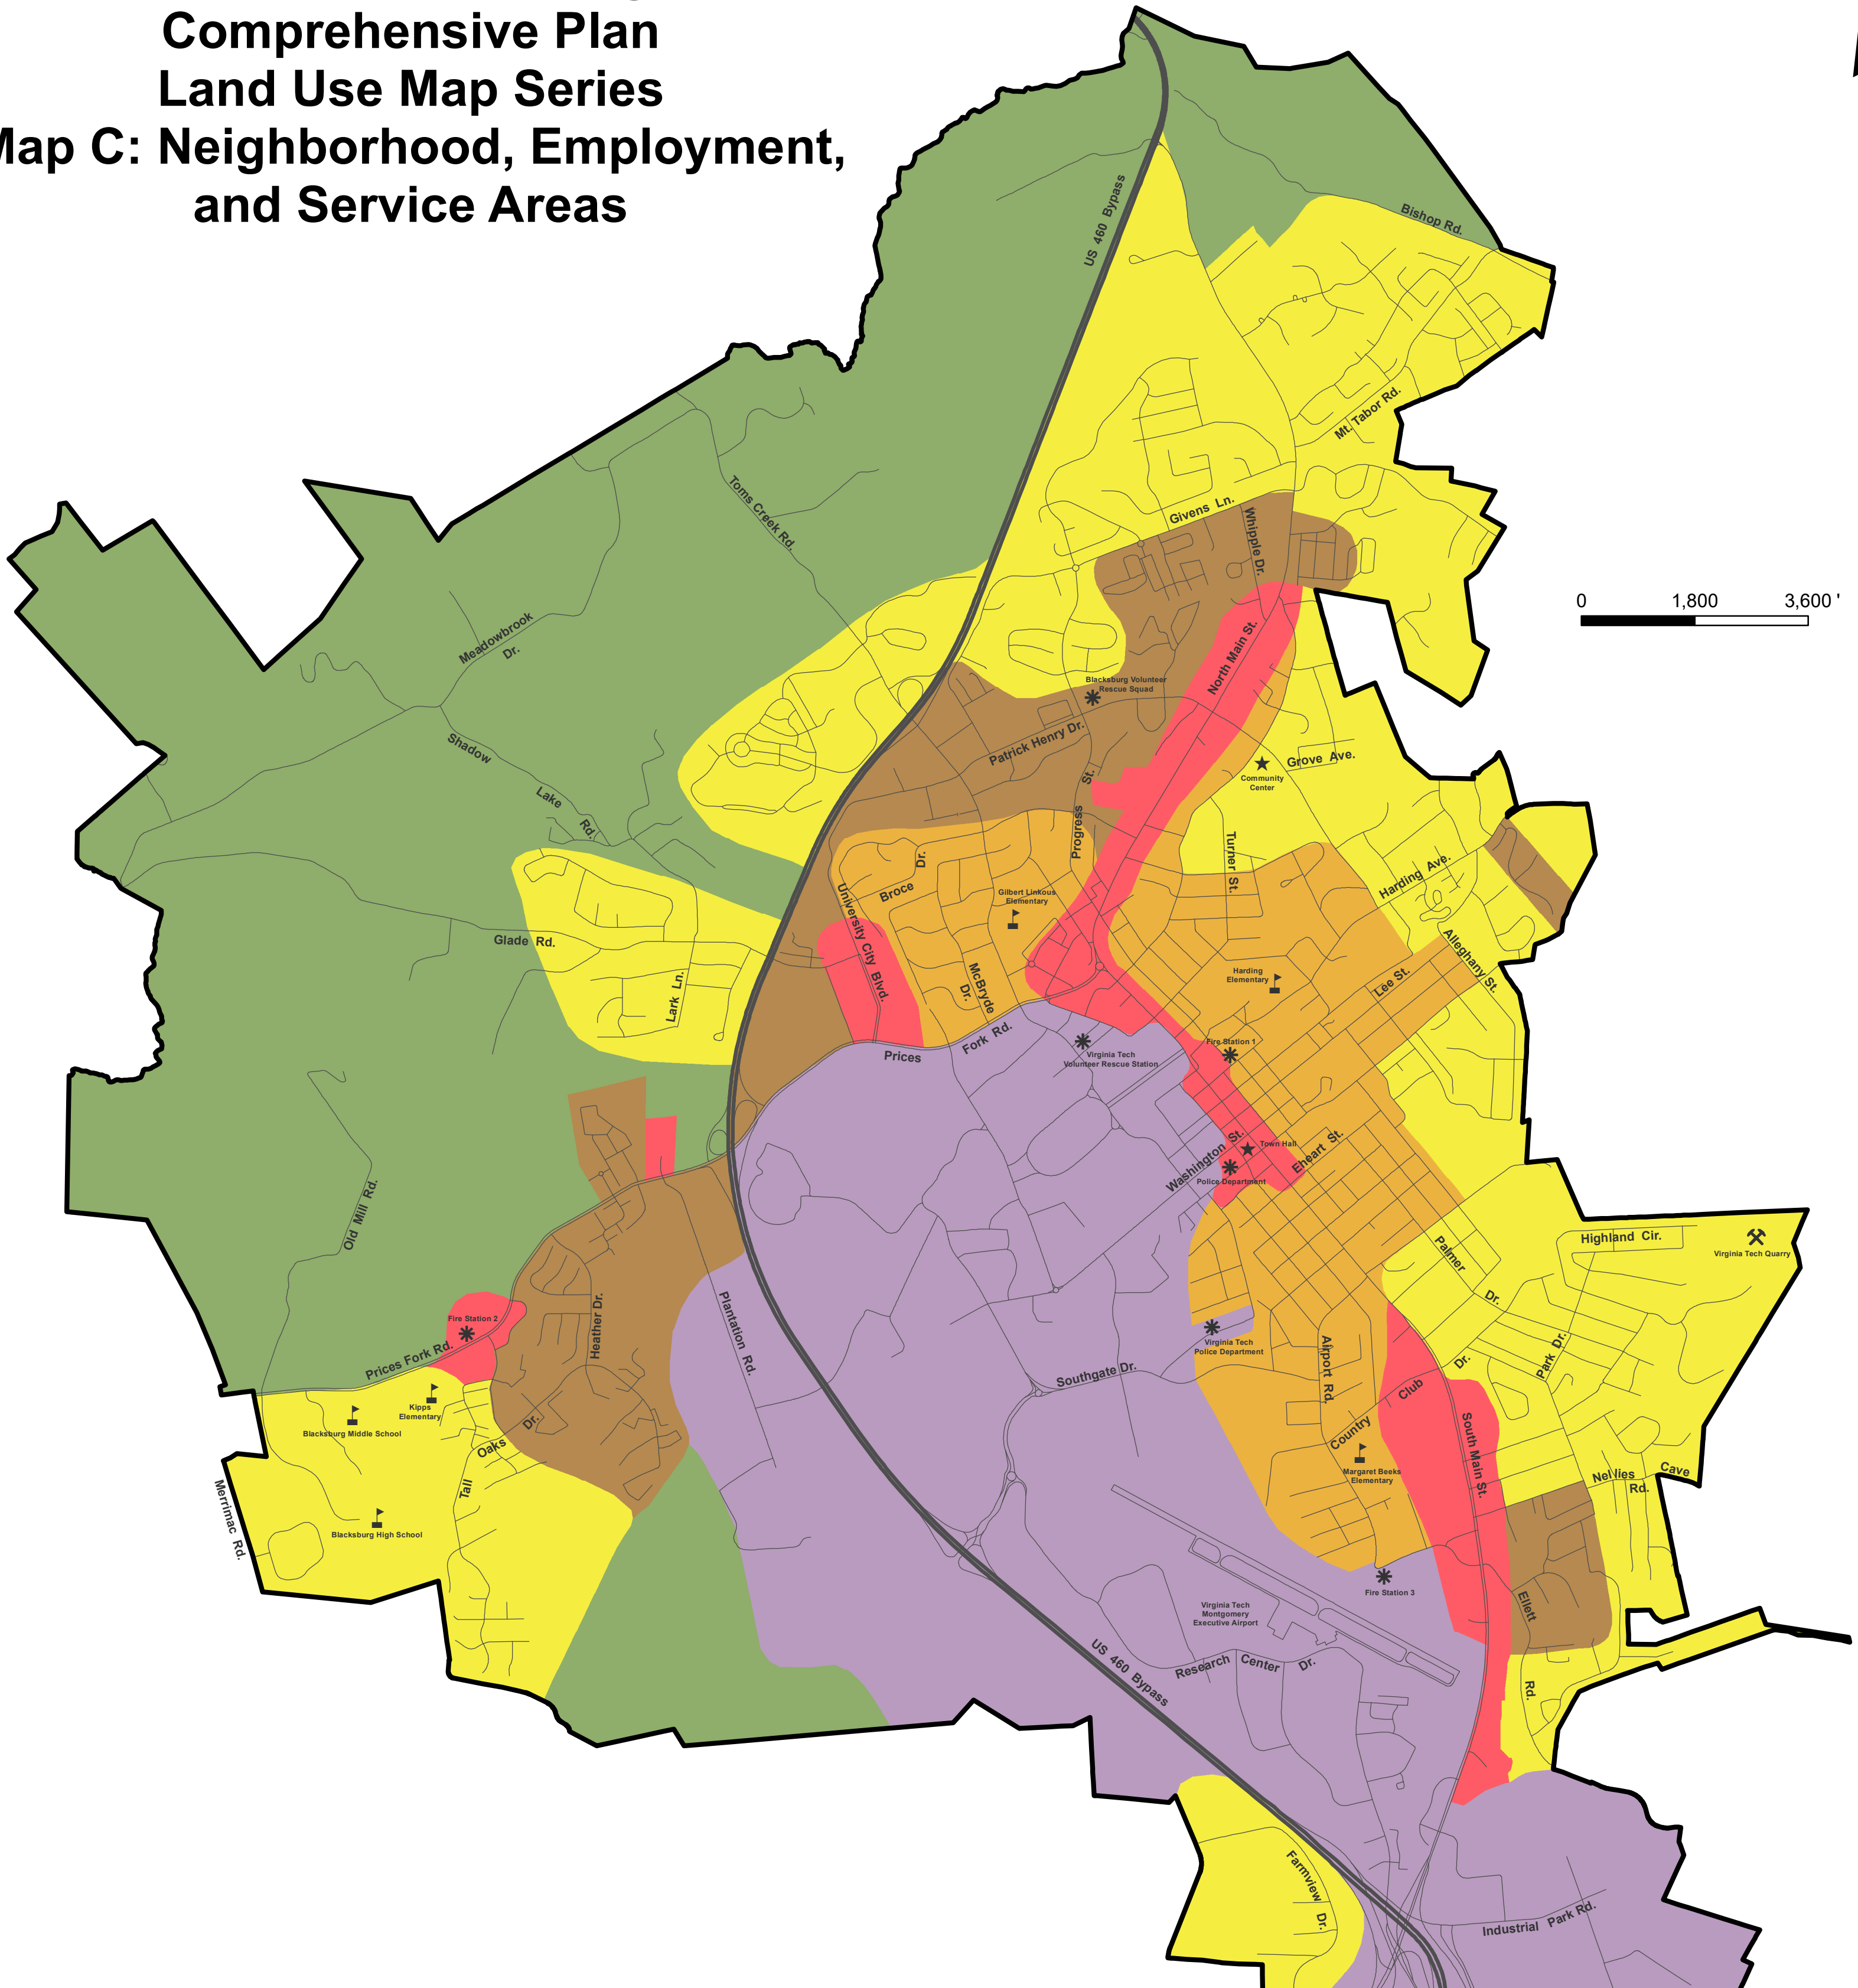 Comprehensive Plan
Land Use Map Series
Map C: Neighborhood, Employment,
and Service Areas
US 460 Bypass
Bishop Rd.
Mt. Tabor Rd.
Toms Creek Rd.
Givens Ln.
Whipple Dr.
0 1,800 3,600 '
Meadowbrook
Dr.
North Main St.
Blacksburg Volunteer
Rescue Squad
Patrick Henry Dr.
Shadow
Lake
Rd.
Grove Ave.
Community
Center
Progress
St.
Turner St.
Harding Ave.
Broce
Dr.
University City Blvd.
Gilbert Linkous
Elementary
McBryde
Dr.
Glade Rd.
Lark Ln.
Alleghany St.
Harding
Elementary
Lee St.
Prices
Fork Rd.
Virginia Tech
Volunteer Rescue Station
Fire Station 1
Washington St.
Town Hall
Police Department
Eheart St.
Old Mill Rd.
Highland Cir.
Virginia Tech Quarry
Palmer
Dr.
Plantation Rd.
Heather Dr.
Fire Station 2
Prices Fork Rd.
Virginia Tech
Police Department
Southgate Dr.
Airport Rd.
Park Dr.
Country
Club
Dr.
South Main St.
Kipps
Elementary
Blacksburg Middle School
Oaks
Dr.
Tall
Margaret Beeks
Elementary
Nellies
Cave
Rd.
Merrimac Rd.
Blacksburg High School
Fire Station 3
Virginia Tech
Montgomery
Executive Airport
Ellett
Rd.
US 460 Bypass
Research Center Dr.
Farmview
Dr.
Industrial Park Rd.